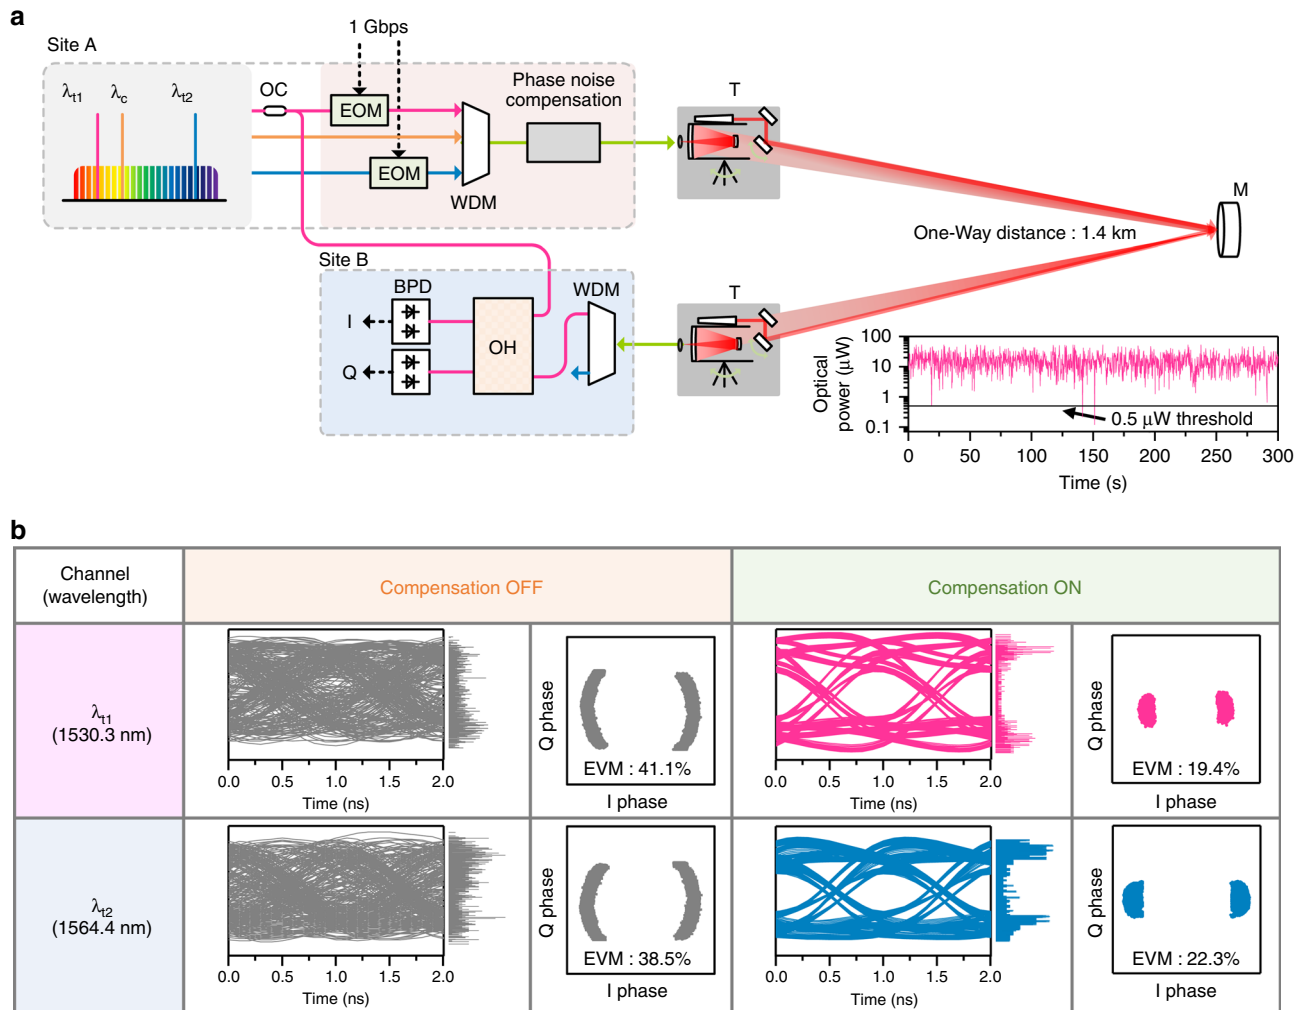 a
1 Gbps
Site A
λt1
λc
λt2
OC
EOM
EOM
Phase noise
compensation
WDM
T
M
One-Way distance : 1.4 km
Site B
BPD
WDM
I
Q
OH
T
Optical
power (μW)
100
10
1
0.1
0.5 μW threshold
0 50 100 150 200 250 300
Time (s)
b
Channel
(wavelength)
Compensation OFF
Compensation ON
λt1
(1530.3 nm)
0.0 0.5 1.0 1.5 2.0
Time (ns)
Q phase
EVM : 41.1%
I phase
0.0 0.5 1.0 1.5 2.0
Time (ns)
Q phase
EVM : 19.4%
I phase
λt2
(1564.4 nm)
0.0 0.5 1.0 1.5 2.0
Time (ns)
Q phase
EVM : 38.5%
I phase
0.0 0.5 1.0 1.5 2.0
Time (ns)
Q phase
EVM : 22.3%
I phase